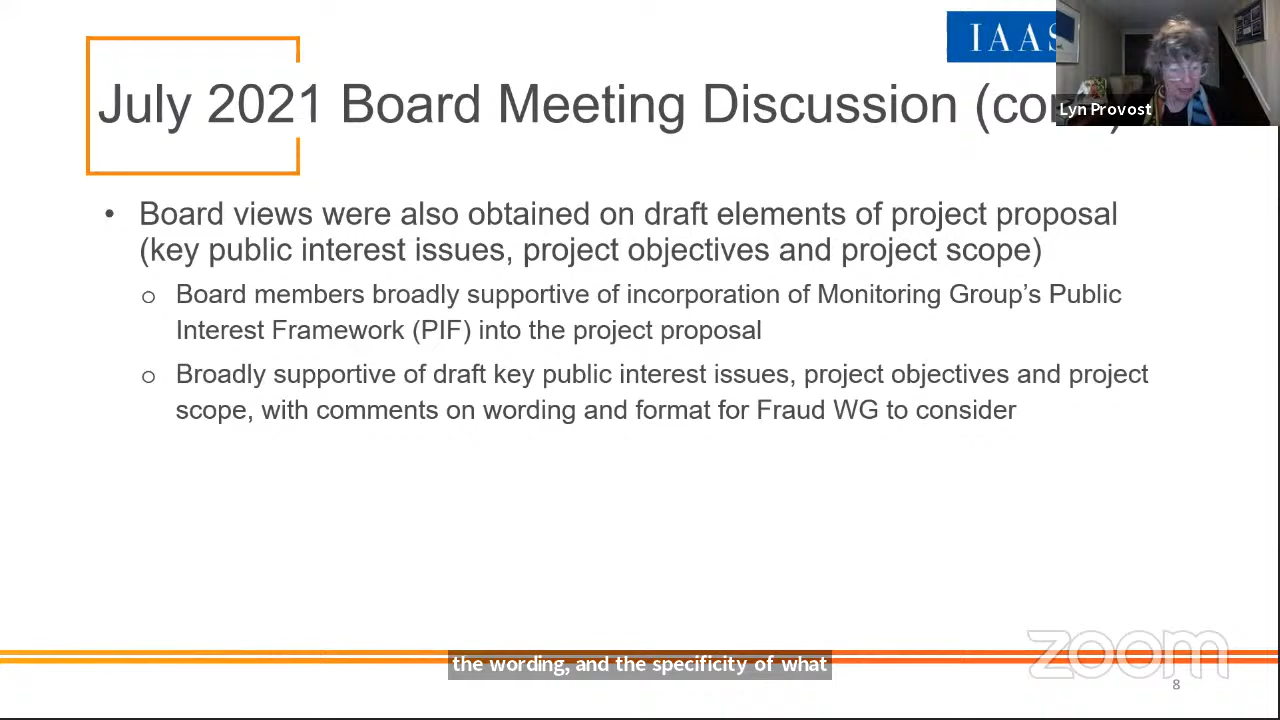 IAAS
Lyn Provost
July 2021 Board Meeting Discussion
• Board views were also obtained on draft elements of project proposal
(key public interest issues, project objectives and project scope)
o Board members broadly supportive of incorporation of Monitoring Group's Public
Interest Framework (PIF) into the project proposal
o Broadly supportive of draft key public interest issues, project objectives and project
scope, with comments on wording and format for Fraud WG to consider
zoom
the wording, and the specificity of what
8